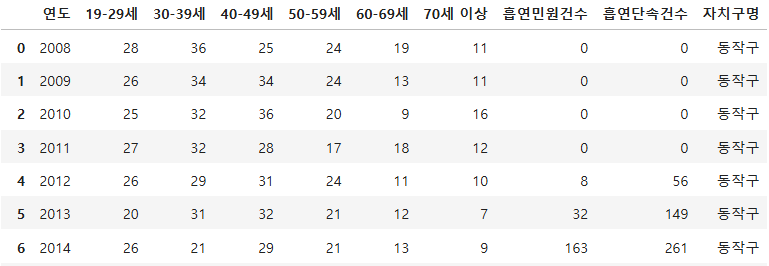 연도 19-29세 30-39세 40-49세 50-59세 60-69세 70세 이상 흡연민원건수 흡연단속건수 자치구명
0 2008 28 36 25 24 19 11 0 0 동작구
1 2009 26 34 34 24 13 11 0 0 동작구
2 2010 25 32 36 20 9 16 0 0 동작구
3 2011 27 32 28 17 18 12 0 0 동작구
4 2012 26 29 31 24 11 10 8 56 동작구
5 2013 20 31 32 21 12 7 32 149 동작구
6 2014 26 21 29 21 13 9 163 261 동작구